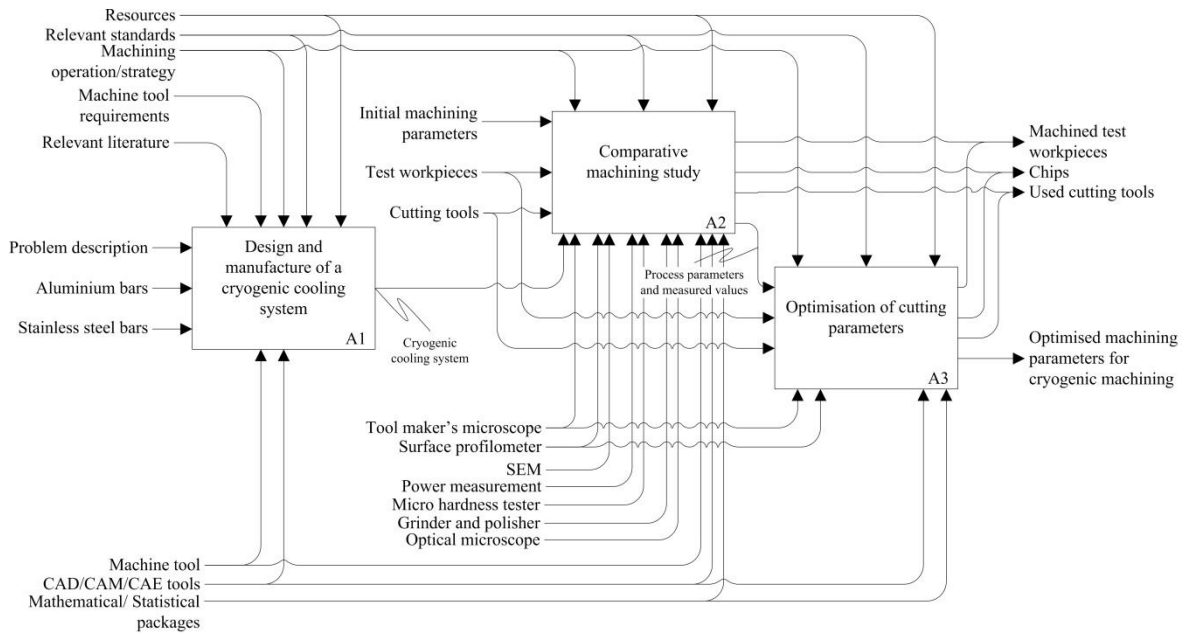 Resources
Relevant standards
Machining
operation/strategy
Machine tool
requirements
Relevant literature
Initial machining
parameters
Test workpieces
Cutting tools
Comparative
machining study
A2
Machined test
workpieces
Chips
Used cutting tools
Problem description
Aluminium bars
Stainless steel bars
Design and
manufacture of a
cryogenic cooling
system
A1
Cryogenic
cooling system
Process parameters
and measured values
Optimisation of cutting
parameters
A3
Optimised machining
parameters for
cryogenic machining
Tool maker's microscope
Surface profilometer
SEM
Power measurement
Micro hardness tester
Grinder and polisher
Optical microscope
Machine tool
CAD/CAM/CAE tools
Mathematical/ Statistical
packages